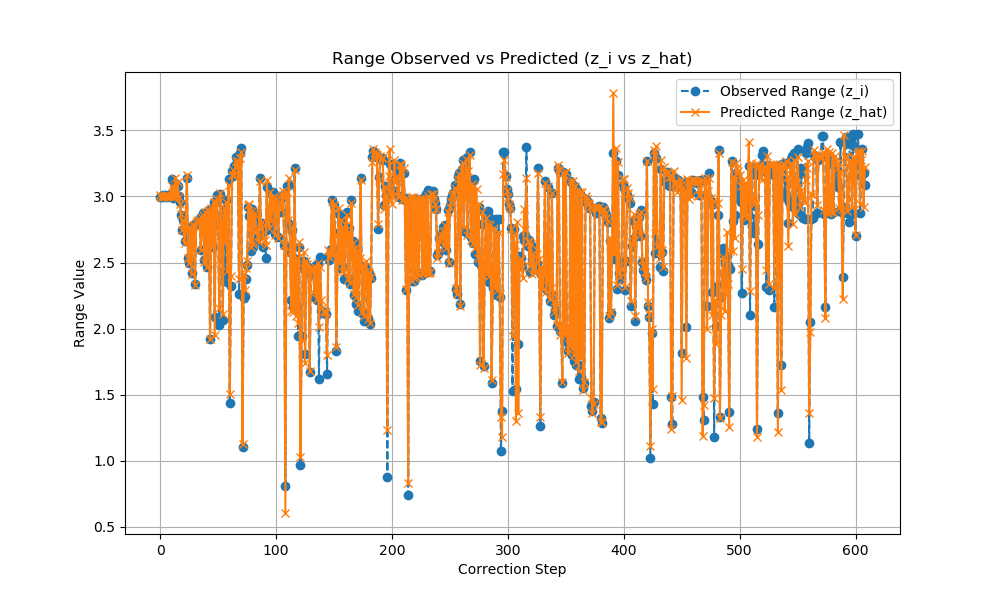 Range Observed vs Predicted (z_i vs z_hat)
Observed Range (z_i)
Predicted Range (z_hat)
Range Value
3.5
3.0
2.5
2.0
1.5
1.0
0.5
0 100 200 300 400 500 600
Correction Step